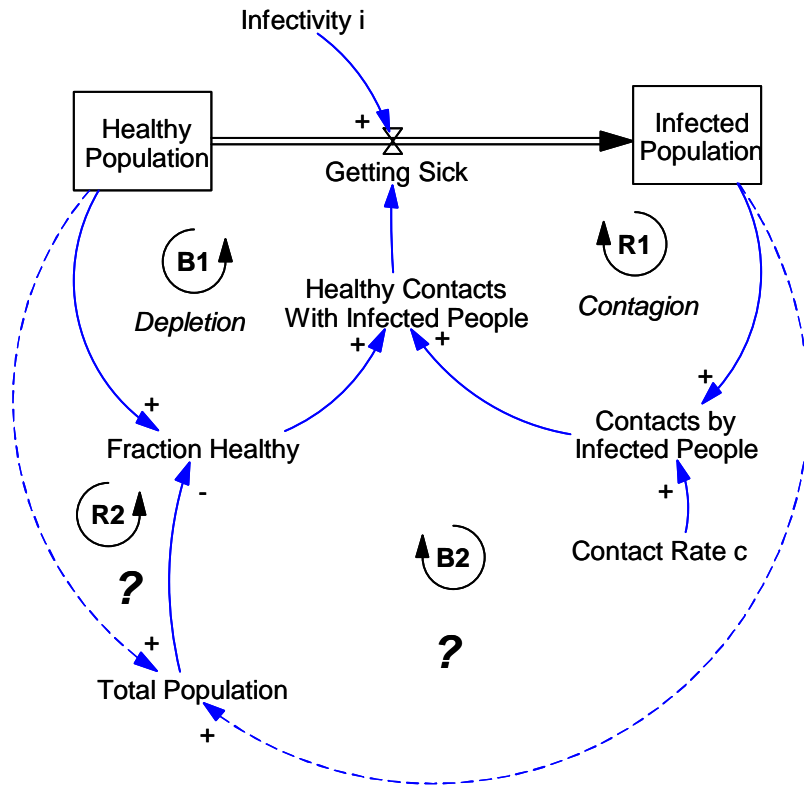 Infectivity i
+
Healthy
Population
Infected
Population
Getting Sick
B1
R1
Depletion
Healthy Contacts
With Infected People
Contagion
+
+
+
+
Fraction Healthy
Contacts by
Infected People
-
+
R2
B2
Contact Rate c
?
?
+
Total Population
+